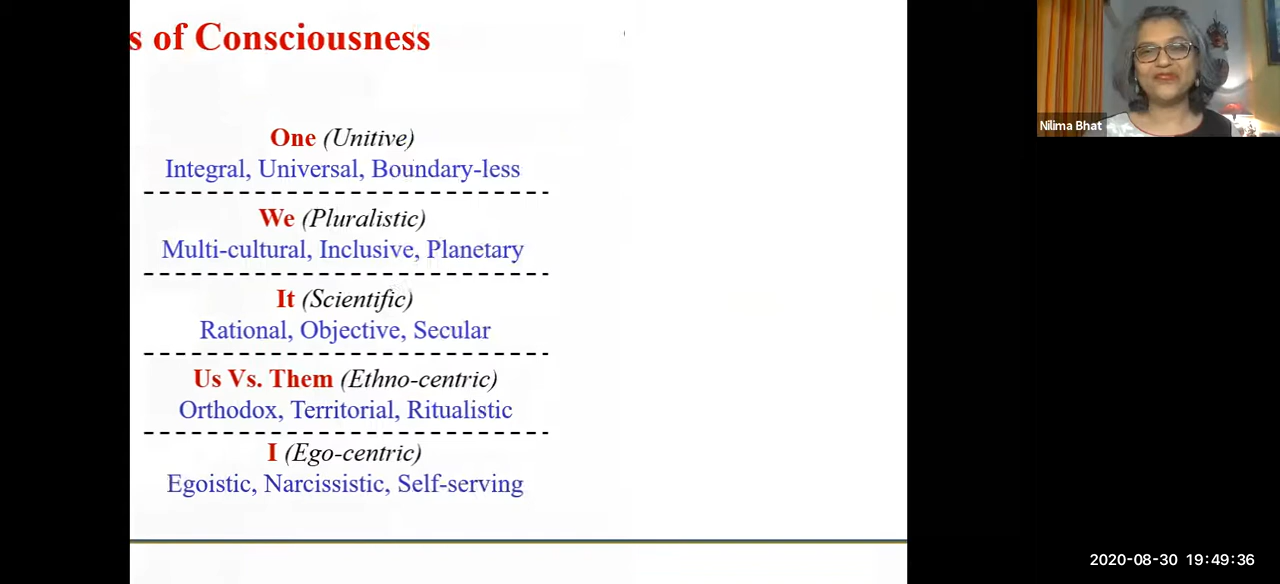 s of Consciousness
One (Unitive)
Integral, Universal, Boundary-less
We (Pluralistic)
Multi-cultural, Inclusive, Planetary
It (Scientific)
Rational, Objective, Secular
Us Vs. Them (Ethno-centric)
Orthodox, Territorial, Ritualistic
I (Ego-centric)
Egoistic, Narcissistic, Self-serving
Nilima Bhat
2020-08-30 19:49:36